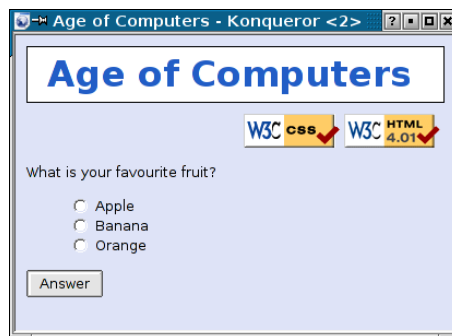 Age of Computers - Konqueror <2>
Age of Computers
W3C css W3C HTML 4.01
What is your favourite fruit?
Apple
Banana
Orange
Answer